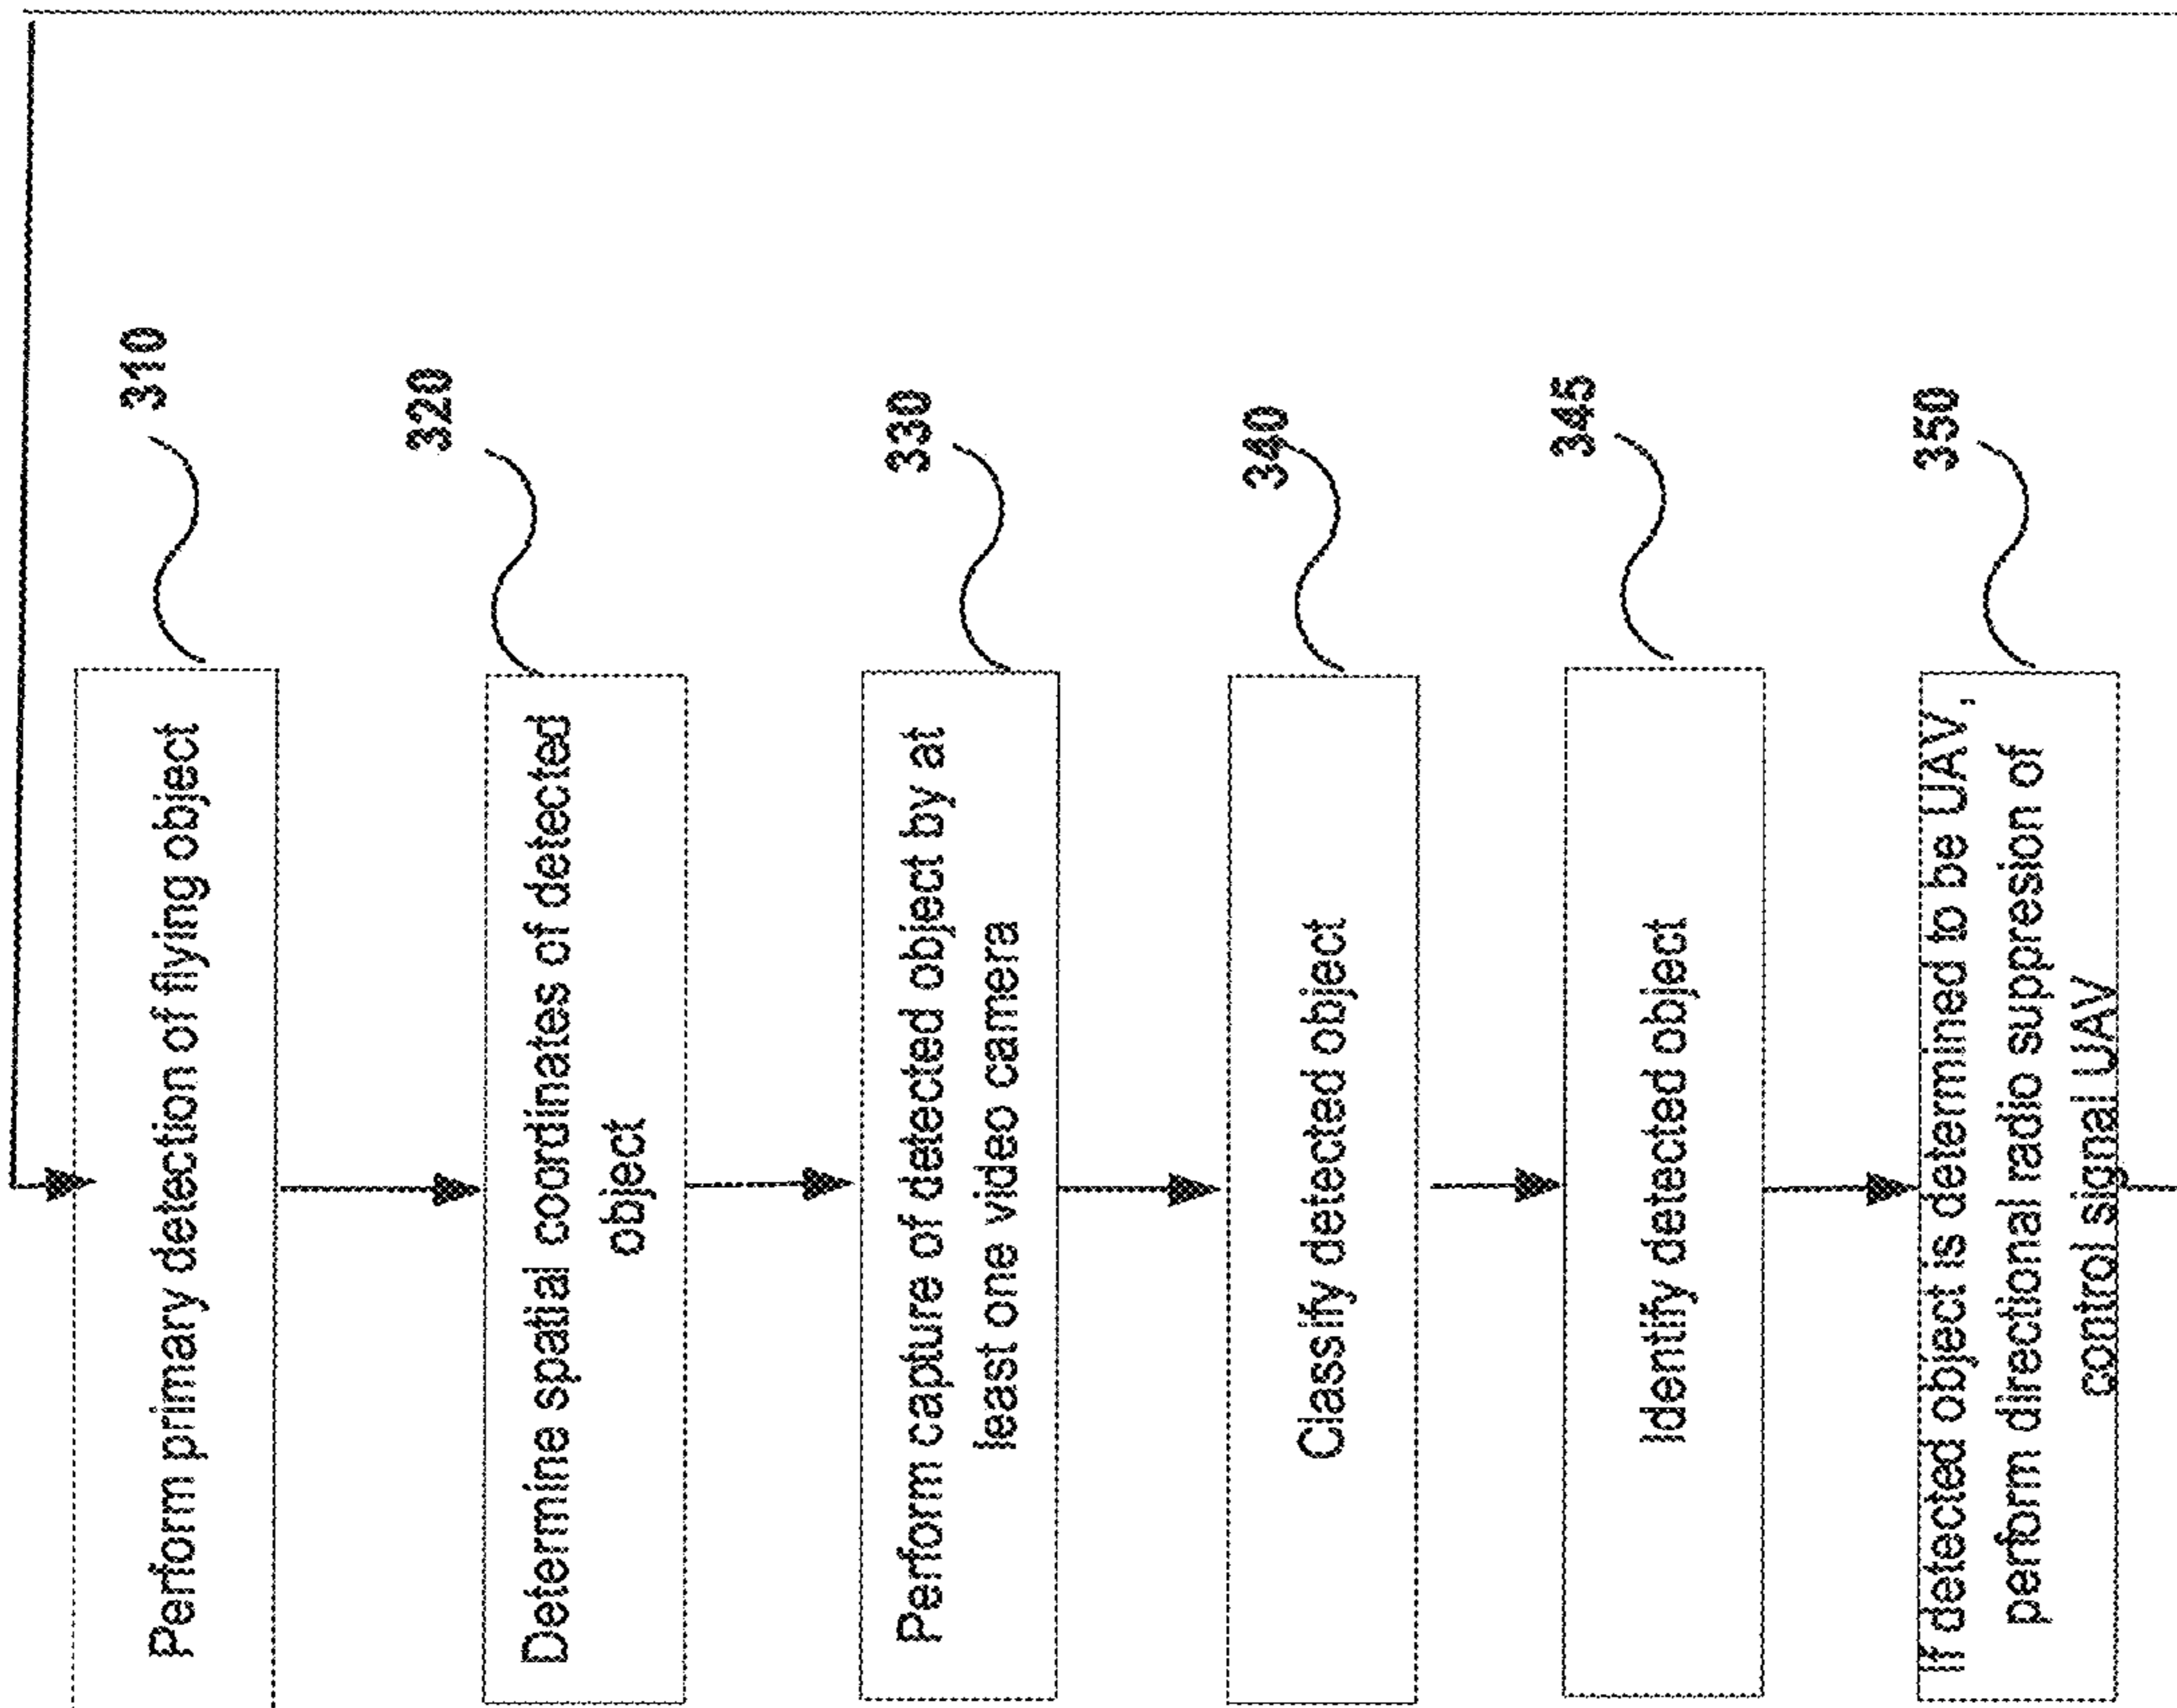 310
Perform primary detection of flying object
320
Determine spatial coordinates of detected
object
330
Perform capture of detected object by at
least one video camera
340
Classify detected object
345
Identify detected object
350
If detected object is determined to be UAV,
perform directional radio suppresion of
control signal UAV